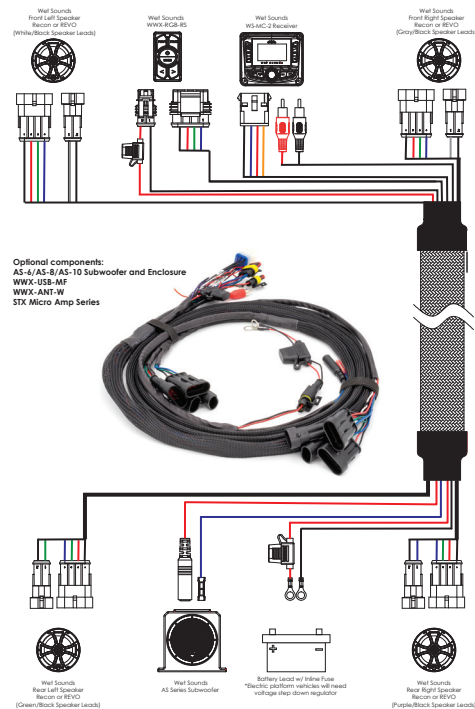 Wet Sounds
Front Left Speaker
Recon or REVO
(White/Black Speaker Leads)
Wet Sounds
WWX-RGB-RS
Wet Sounds
WS-MC-2 Receiver
Wet Sounds
Front Right Speaker
Recon or REVO
(Gray/Black Speaker Leads)
Optional components:
AS-6/AS-8/AS-10 Subwoofer and Enclosure
WWX-USB-MF
WWX-ANT-W
STX Micro Amp Series
Wet Sounds
Rear Left Speaker
Recon or REVO
(Green/Black Speaker Leads)
Wet Sounds
AS Series Subwoofer
Battery Lead w/ Inline Fuse
*Electric platform vehicles will need
voltage step down regulator
Wet Sounds
Rear Right Speaker
Recon or REVO
(Purple/Black Speaker Leads)